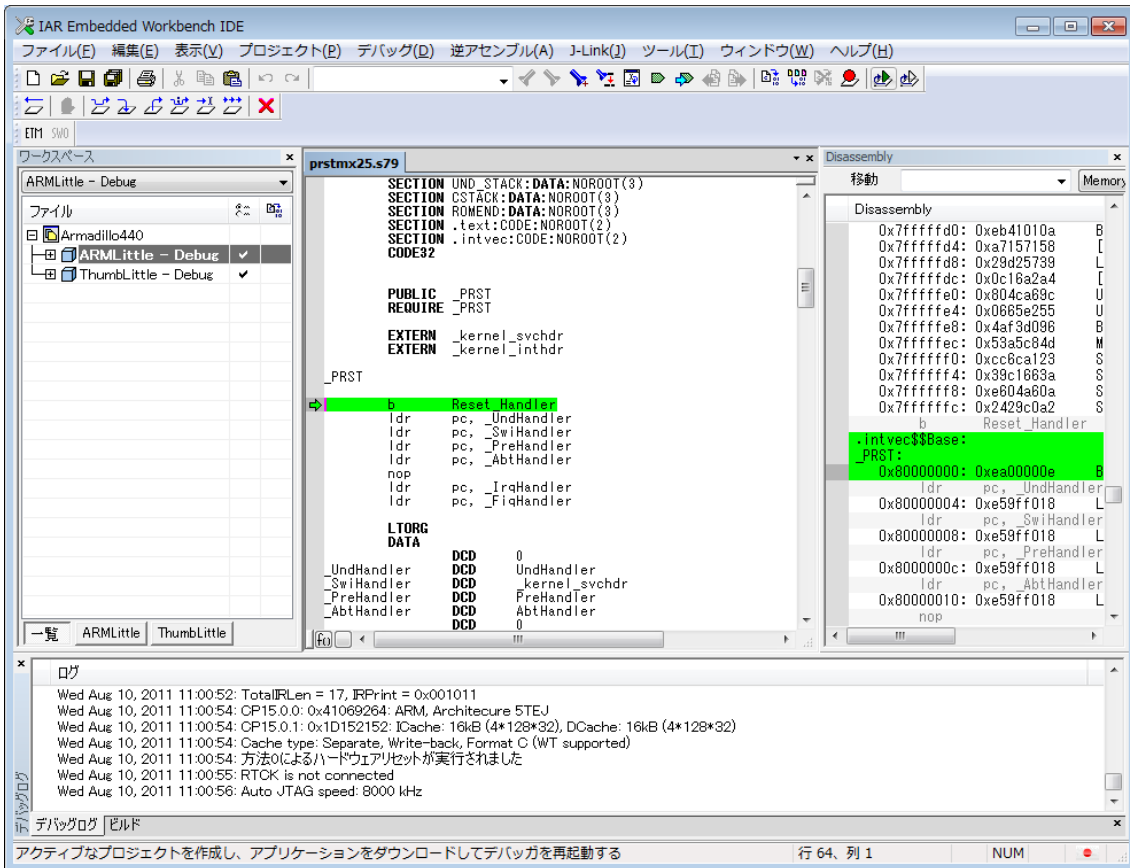 IAR Embedded Workbench IDE
ファイル(F) 編集(E) 表示(V) プロジェクト(P) デバッグ(D) 逆アセンブル(A) J-Link(J) ツール(T) ウィンドウ(W) ヘルプ(H)
ETM SWO
ワークスペース
ARMLittle - Debug
ファイル
Armadillo440
ARMLittle - Debug
ThumbLittle - Debug
一覧 ARMLittle ThumbLittle
prstmx25.s79
SECTION UND_STACK:DATA:NOROOT(3)
SECTION CSTACK:DATA:NOROOT(3)
SECTION ROMEND:DATA:NOROOT(3)
SECTION .text:CODE:NOROOT(2)
SECTION .intvec:CODE:NOROOT(2)
CODE32
PUBLIC _PRST
REQUIRE _PRST
EXTERN _kernel_svchdr
EXTERN _kernel_inthdr
_PRST
b Reset_Handler
ldr pc, _UndHandler
ldr pc, _SwiHandler
ldr pc, _PreHandler
ldr pc, _AbtHandler
nop
ldr pc, _IrqHandler
ldr pc, _FiqHandler
LTORG
DATA
DCD 0
_UndHandler DCD UndHandler
_SwiHandler DCD _kernel_svchdr
_PreHandler DCD PreHandler
_AbtHandler DCD AbtHandler
DCD 0
Disassembly
移動 Memory
Disassembly
0x7fffffd0: 0xeb41010a B
0x7fffffd4: 0xa7157158 [
0x7fffffd8: 0x29d25739 L
0x7fffffdc: 0x0c16a2a4 [
0x7fffffe0: 0x804ca69c U
0x7fffffe4: 0x0665e255 U
0x7fffffe8: 0x4af3d096 B
0x7fffffec: 0x53a5c84d M
0x7ffffff0: 0xcc6ca123 S
0x7ffffff4: 0x39c1663a S
0x7ffffff8: 0xe604a60a S
0x7ffffffc: 0x2429c0a2 S
b Reset_Handler
.intvec$$Base:
_PRST:
0x80000000: 0xea00000e B
ldr pc, _UndHandler
0x80000004: 0xe59ff018 L
ldr pc, _SwiHandler
0x80000008: 0xe59ff018 L
ldr pc, _PreHandler
0x8000000c: 0xe59ff018 L
ldr pc, _AbtHandler
0x80000010: 0xe59ff018 L
nop
ログ
Wed Aug 10, 2011 11:00:52: TotalIRLen = 17, IRPrint = 0x001011
Wed Aug 10, 2011 11:00:54: CP15.0.0: 0x41069264: ARM, Architecure 5TEJ
Wed Aug 10, 2011 11:00:54: CP15.0.1: 0x1D152152: ICache: 16kB (4*128*32), DCache: 16kB (4*128*32)
Wed Aug 10, 2011 11:00:54: Cache type: Separate, Write-back, Format C (WT supported)
Wed Aug 10, 2011 11:00:54: 方法0によるハードウェアリセットが実行されました
Wed Aug 10, 2011 11:00:55: RTCK is not connected
Wed Aug 10, 2011 11:00:56: Auto JTAG speed: 8000 kHz
デバッグログ
デバッグログ ビルド
アクティブなプロジェクトを作成し、アプリケーションをダウンロードしてデバッガを再起動する 行 64、列 1 NUM